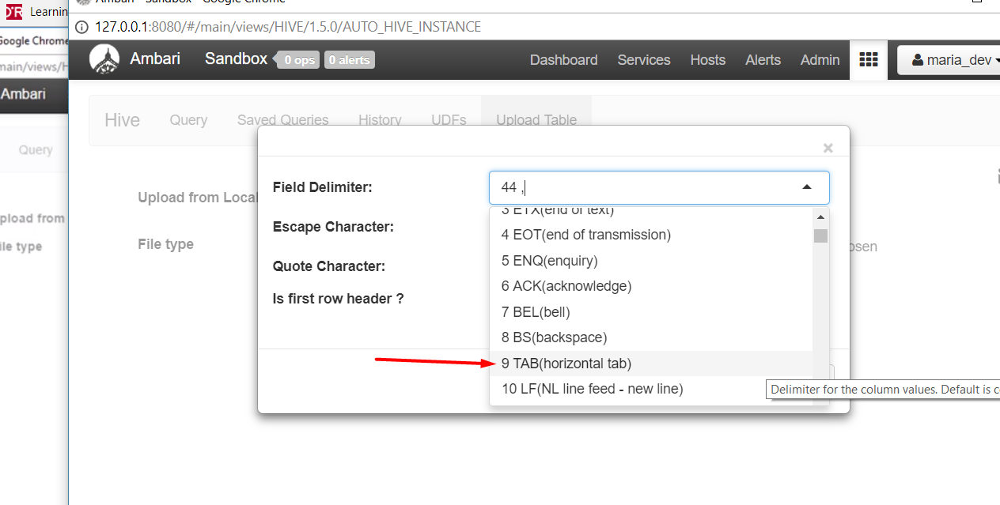 Ambari - Sandbox - Google Chrome
D'R Learnin
Google Chrome
127.0.0.1:8080/#/main/views/HIVE/1.5.0/AUTO_HIVE_INSTANCE
main/views/H
Ambari Sandbox 0 ops 0 alerts Dashboard Services Hosts Alerts Admin maria_dev
Ambari
Hive Query Saved Queries History UDFs Upload Table
Query
×
Field Delimiter: 44 ,
Upload from Local
3 ETX(end of text)
pload from
Escape Character:
4 EOT(end of transmission)
File type
ile type
osen
5 ENQ(enquiry)
Quote Character:
6 ACK(acknowledge)
Is first row header ?
7 BEL(bell)
8 BS(backspace)
9 TAB(horizontal tab)
10 LF(NL line feed - new line)
Delimiter for the column values. Default is c